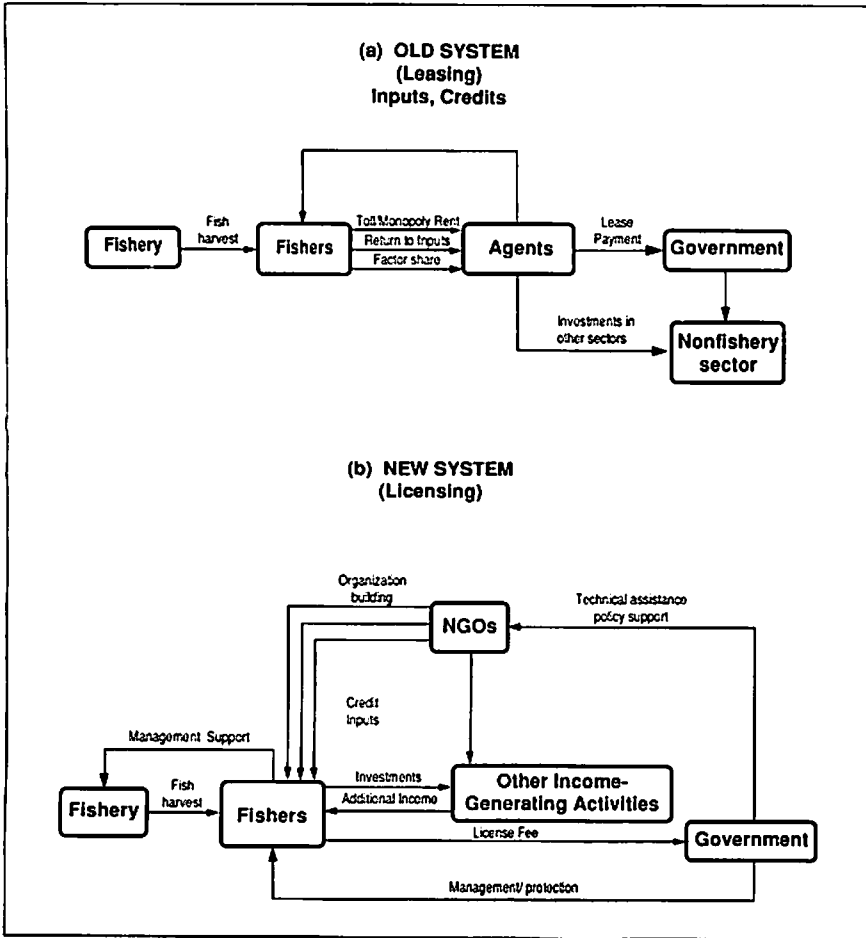 (a) OLD SYSTEM
(Leasing)
Inputs, Credits
Fishery
Fish
harvest
Fishers
Toll/Monopoly Rent
Return to Inputs
Factor share
Agents
Lease
Payment
Government
Investments in
other sectors
Nonfishery
sector
(b) NEW SYSTEM
(Licensing)
Organization
building
NGOs
Technical assistance
policy support
Credit
Inputs
Management Support
Fishery
Fish
harvest
Fishers
Investments
Additional Income
Other Income-
Generating Activities
License Fee
Government
Management/ protection